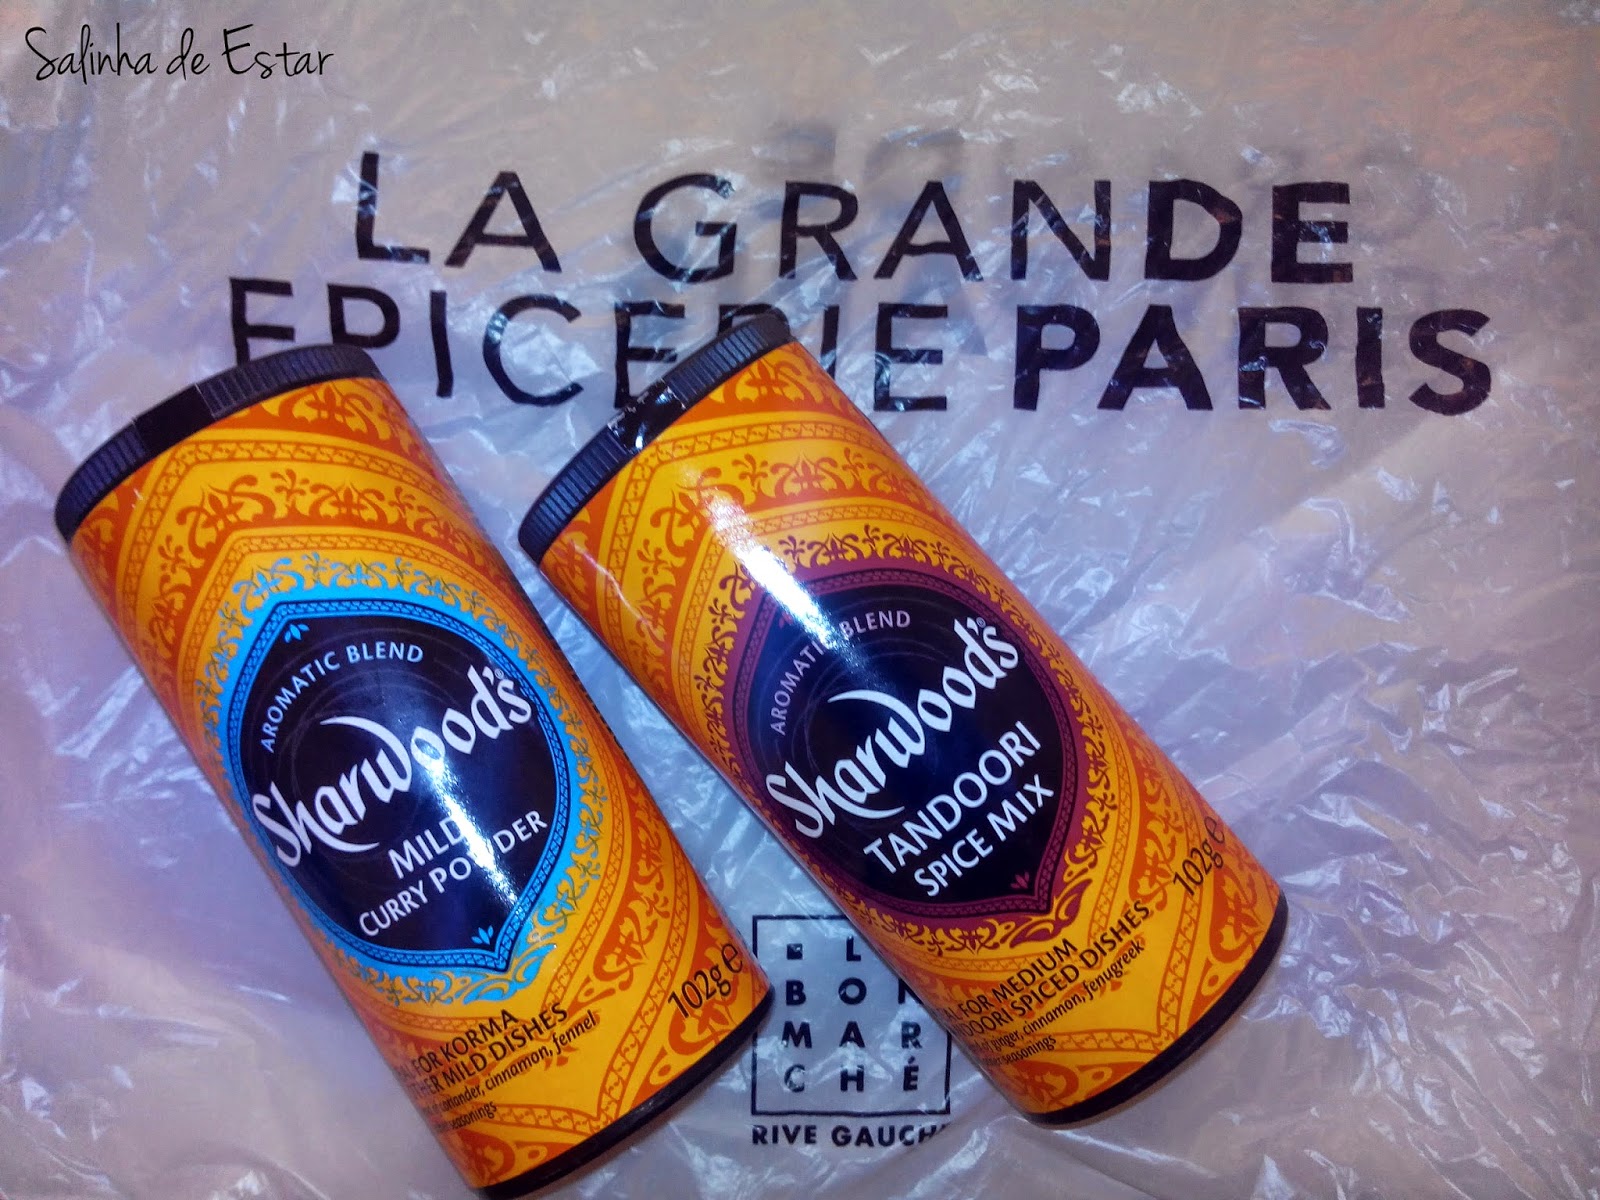 Salinha de Estar
LA GRANDE
EPICERIE PARIS
AROMATIC BLEND
Sharwood's®
MILD
CURRY POWDER
102g e
FOR KORMA
MILD DISHES
coriander, cinnamon, fennel
seasonings
AROMATIC BLEND
Sharwood's®
TANDOORI
SPICE MIX
102g e
FOR MEDIUM
SPICED DISHES
of ginger, cinnamon, fenugreek
seasonings
LE
BON
MAR
CHÉ
RIVE GAUCHE